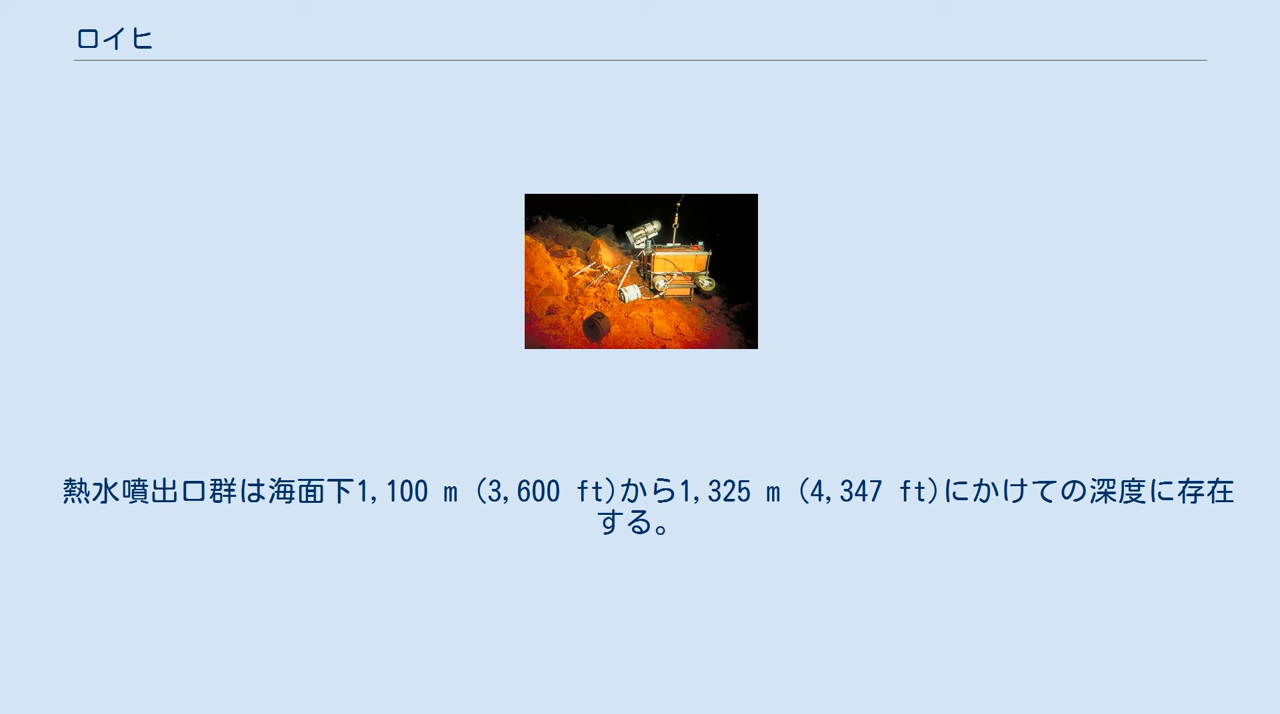 ロイヒ
熱水噴出口群は海面下1,100 m (3,600 ft)から1,325 m (4,347 ft)にかけての深度に存在
する。